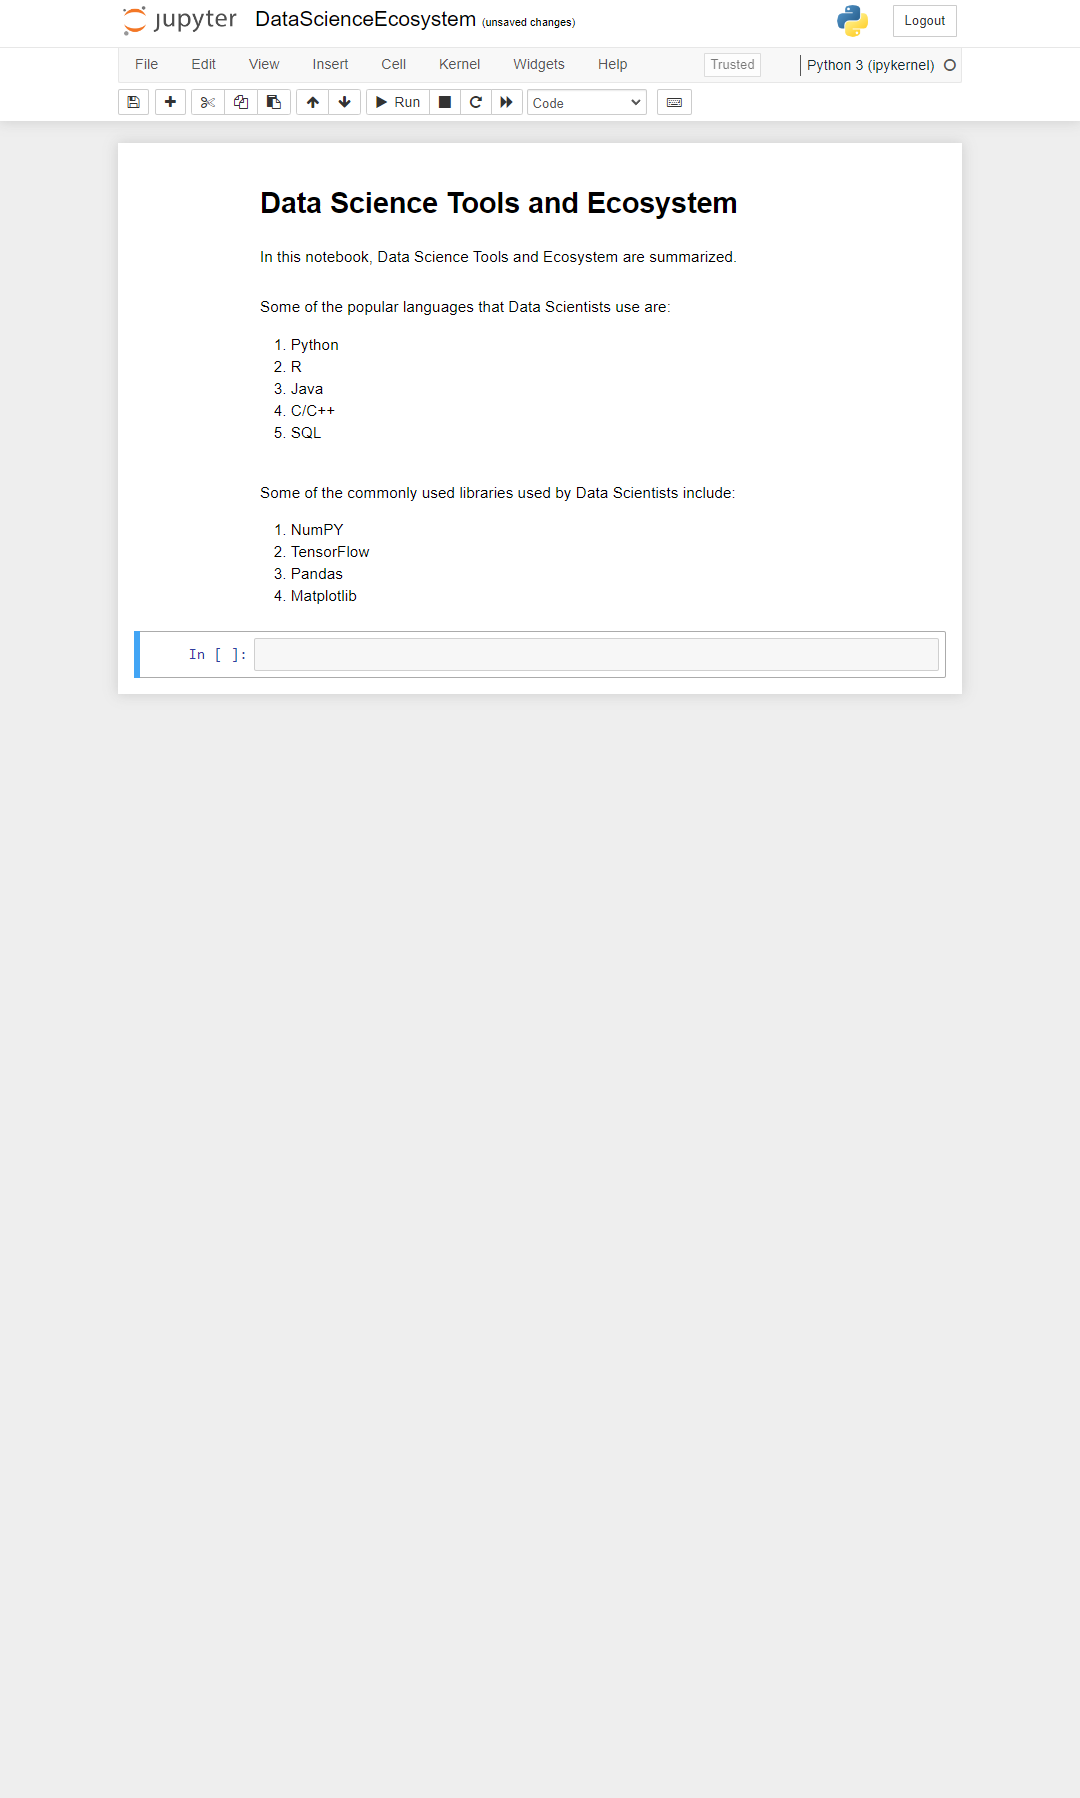 jupyter DataScienceEcosystem (unsaved changes) Logout
File Edit View Insert Cell Kernel Widgets Help Trusted Python 3 (ipykernel)
Run Code
Data Science Tools and Ecosystem
In this notebook, Data Science Tools and Ecosystem are summarized.
Some of the popular languages that Data Scientists use are:
1. Python
2. R
3. Java
4. C/C++
5. SQL
Some of the commonly used libraries used by Data Scientists include:
1. NumPY
2. TensorFlow
3. Pandas
4. Matplotlib
In [ ]: